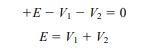 +E − V₁ − V₂ = 0
E = V₁ + V₂